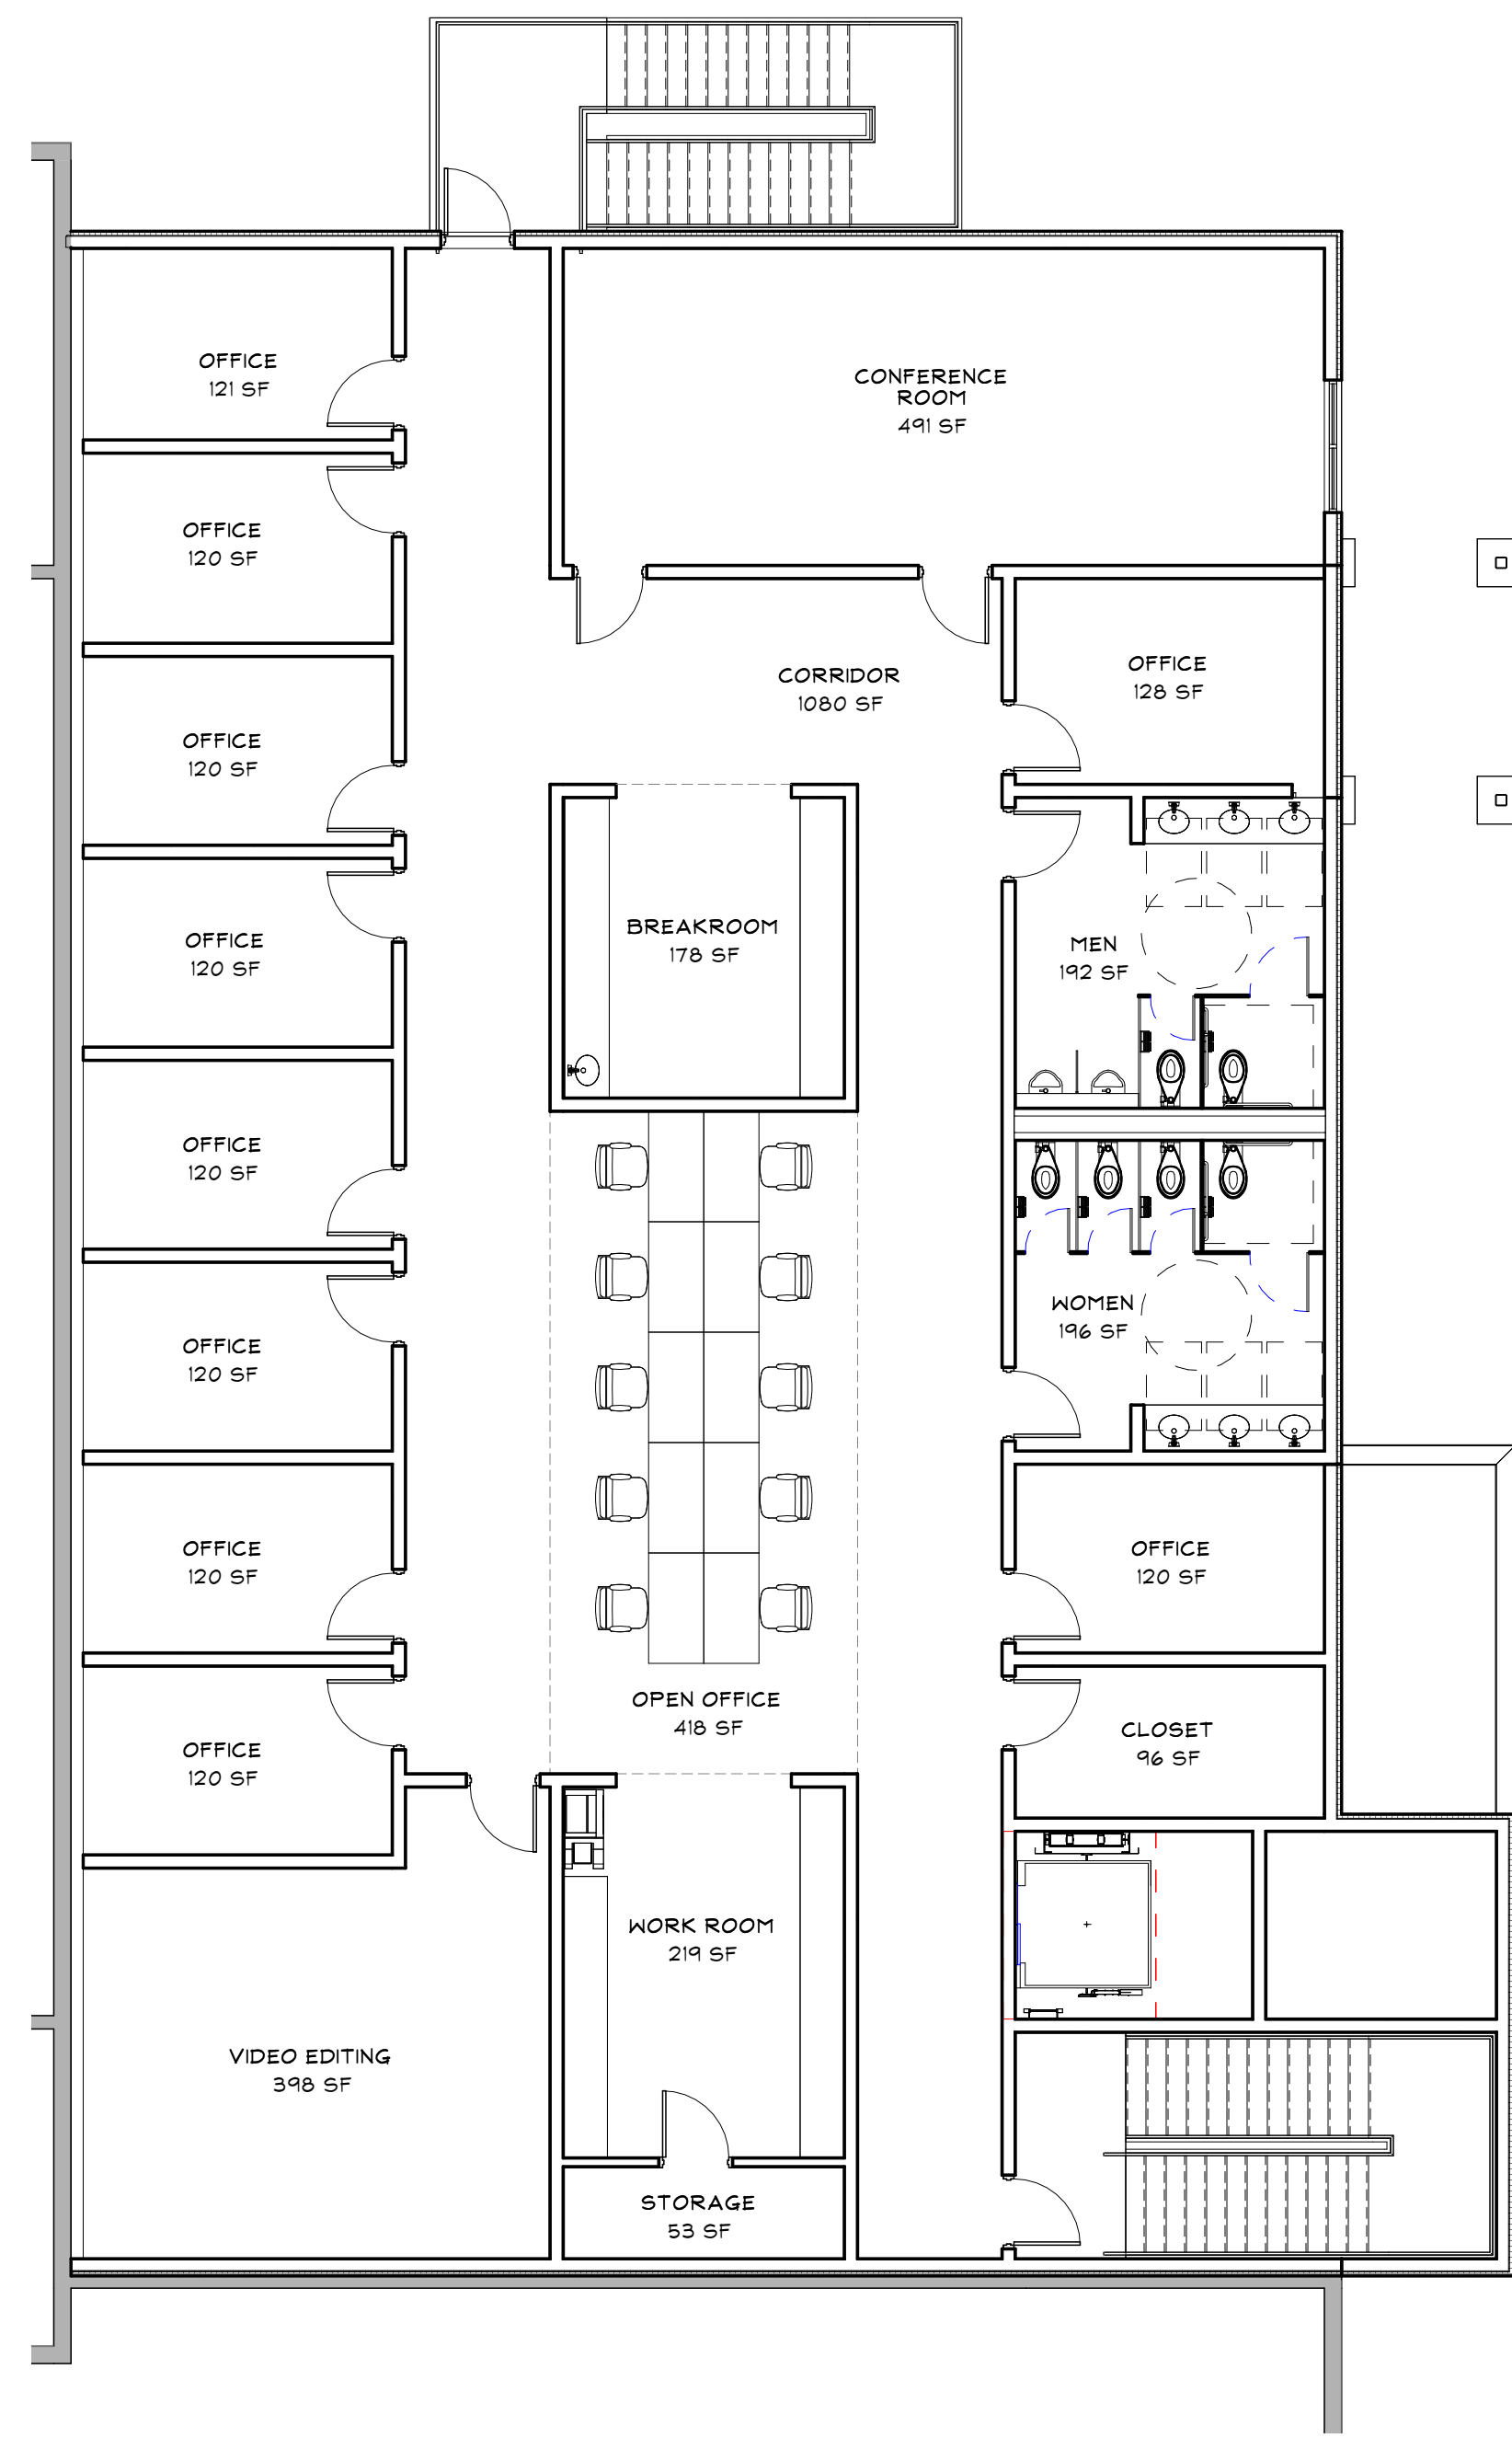 OFFICE
121 SF
CONFERENCE
ROOM
491 SF
OFFICE
120 SF
OFFICE
128 SF
CORRIDOR
1080 SF
OFFICE
120 SF
BREAKROOM
178 SF
OFFICE
120 SF
MEN
192 SF
OFFICE
120 SF
WOMEN
196 SF
OFFICE
120 SF
OFFICE
120 SF
OFFICE
120 SF
OPEN OFFICE
418 SF
CLOSET
96 SF
OFFICE
120 SF
WORK ROOM
219 SF
VIDEO EDITING
398 SF
STORAGE
53 SF